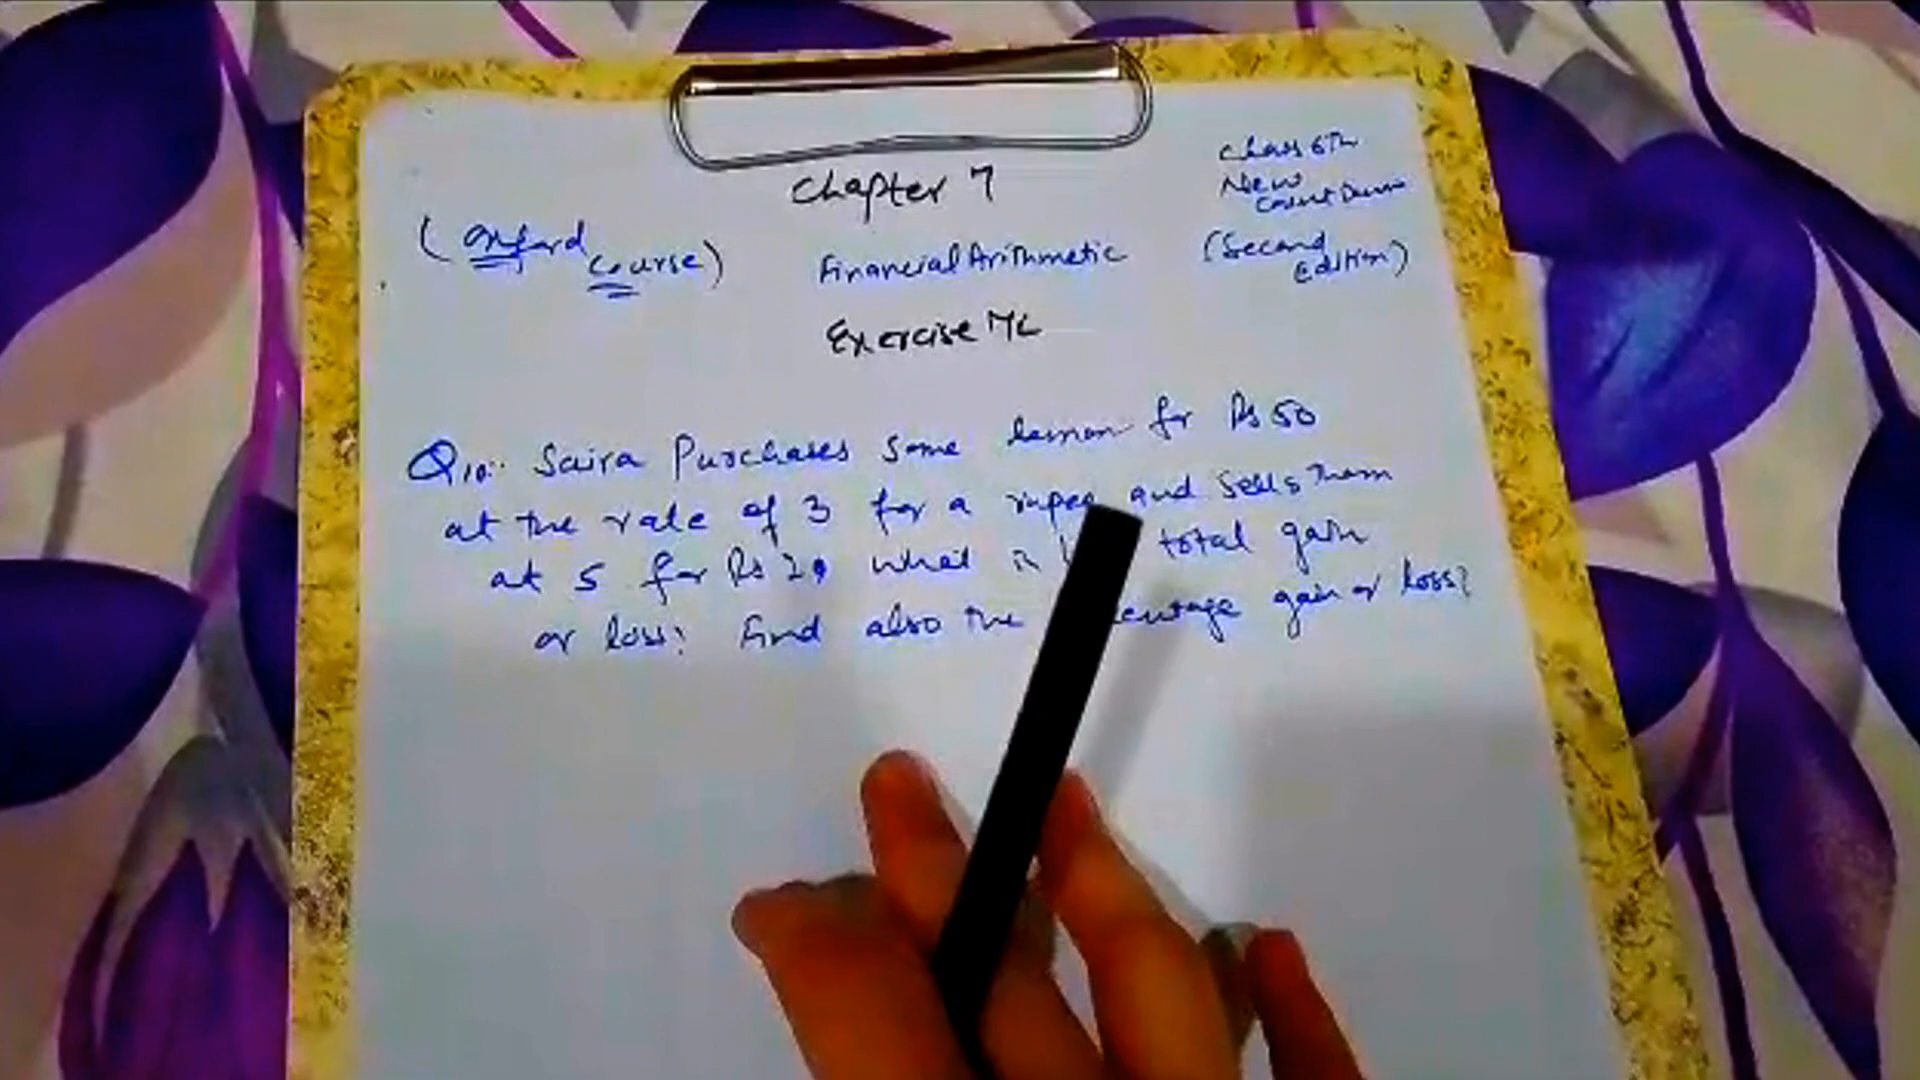 Chapter 7
Class 6th
New
Countdown
(Oxford
Course)
Financial Arithmetic
(Second
Edition)
Exercise 7C
Q10:- Saira Purchases Some lemon for Rs 50
at the rate of 3 for a rupee and sells them
at 5 for Rs 2. What is total gain
or loss? Find also the gain or loss?